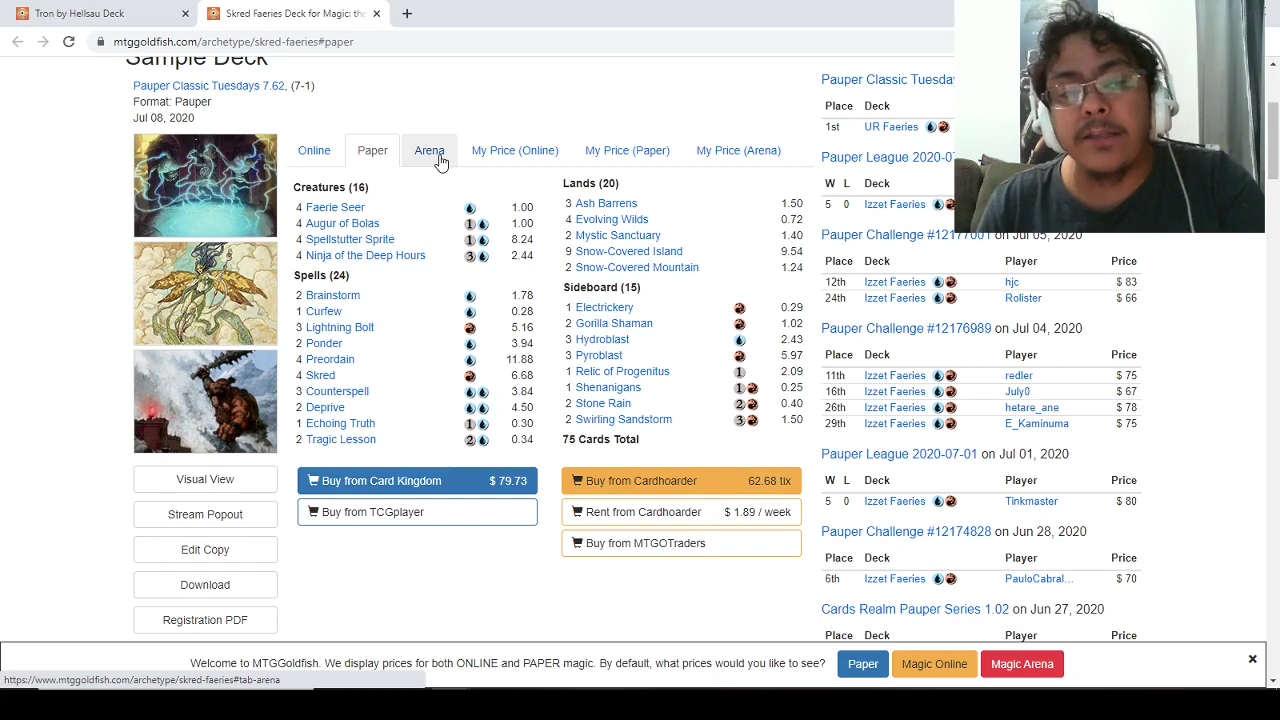 Tron by Hellsau Deck
Skred Faeries Deck for Magic: the
mtggoldfish.com/archetype/skred-faeries#paper
Sample Deck
Pauper Classic Tuesdays 7.62, (7-1)
Format: Pauper
Jul 08, 2020
Online Paper Arena My Price (Online) My Price (Paper) My Price (Arena)
Creatures (16)
4 Faerie Seer 1.00
4 Augur of Bolas 1 1.00
4 Spellstutter Sprite 1 8.24
4 Ninja of the Deep Hours 3 2.44
Spells (24)
2 Brainstorm 1.78
1 Curfew 0.28
3 Lightning Bolt 5.16
2 Ponder 3.94
4 Preordain 11.88
4 Skred 6.68
3 Counterspell 3.84
2 Deprive 4.50
1 Echoing Truth 1 0.30
2 Tragic Lesson 2 0.34
Lands (20)
3 Ash Barrens 1.50
4 Evolving Wilds 0.72
2 Mystic Sanctuary 1.40
9 Snow-Covered Island 9.54
2 Snow-Covered Mountain 1.24
Sideboard (15)
1 Electrickery 0.29
2 Gorilla Shaman 1.02
3 Hydroblast 2.43
3 Pyroblast 5.97
1 Relic of Progenitus 1 2.09
1 Shenanigans 1 0.25
2 Stone Rain 2 0.40
2 Swirling Sandstorm 3 1.50
75 Cards Total
Visual View
Stream Popout
Edit Copy
Download
Registration PDF
Buy from Card Kingdom $ 79.73
Buy from TCGplayer
Buy from Cardhoarder 62.68 tix
Rent from Cardhoarder $ 1.89 / week
Buy from MTGOTraders
Pauper Classic Tuesda
Place Deck
1st UR Faeries
Pauper League 2020-07
W L Deck
5 0 Izzet Faeries
Pauper Challenge #12177001 on Jul 05, 2020
Place Deck Player Price
12th Izzet Faeries hjc $ 83
24th Izzet Faeries Rolister $ 66
Pauper Challenge #12176989 on Jul 04, 2020
Place Deck Player Price
11th Izzet Faeries redler $ 75
16th Izzet Faeries July0 $ 67
26th Izzet Faeries hetare_ane $ 78
29th Izzet Faeries E_Kaminuma $ 75
Pauper League 2020-07-01 on Jul 01, 2020
W L Deck Player Price
5 0 Izzet Faeries Tinkmaster $ 80
Pauper Challenge #12174828 on Jun 28, 2020
Place Deck Player Price
6th Izzet Faeries PauloCabral... $ 70
Cards Realm Pauper Series 1.02 on Jun 27, 2020
Place Deck Player Price
Welcome to MTGGoldfish. We display prices for both ONLINE and PAPER magic. By default, what prices would you like to see? Paper Magic Online Magic Arena
https://www.mtggoldfish.com/archetype/skred-faeries#tab-arena